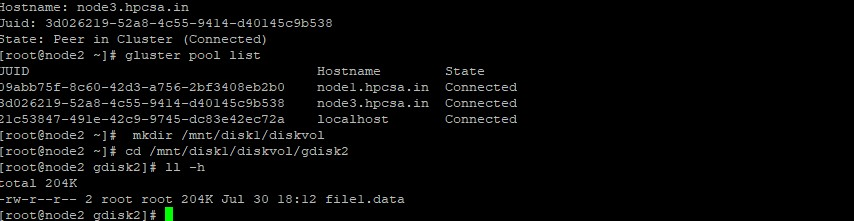 Hostname: node3.hpcsa.in
Uuid: 3d026219-52a8-4c55-9414-d40145c9b538
State: Peer in Cluster (Connected)
[root@node2 ~]# gluster pool list
UUID                                    Hostname        State
09abb75f-8c60-42d3-a756-2bf3408eb2b0    node1.hpcsa.in  Connected
3d026219-52a8-4c55-9414-d40145c9b538    node3.hpcsa.in  Connected
21c53847-491e-42c9-9745-dc83e42ec72a    localhost       Connected
[root@node2 ~]#  mkdir /mnt/disk1/diskvol
[root@node2 ~]# cd /mnt/disk1/diskvol/gdisk2
[root@node2 gdisk2]# ll -h
total 204K
-rw-r--r-- 2 root root 204K Jul 30 18:12 file1.data
[root@node2 gdisk2]#